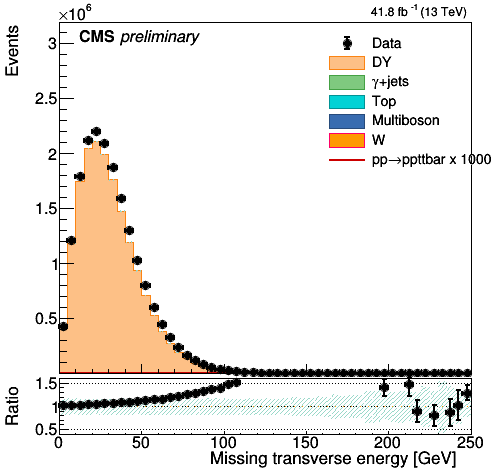 ×10⁶
41.8 fb⁻¹ (13 TeV)
CMS preliminary
Events
3
2.5
2
1.5
1
0.5
Data
DY
γ+jets
Top
Multiboson
W
pp→ppttbar x 1000
Ratio
1.5
1
0.5
0 50 100 150 200 250
Missing transverse energy [GeV]